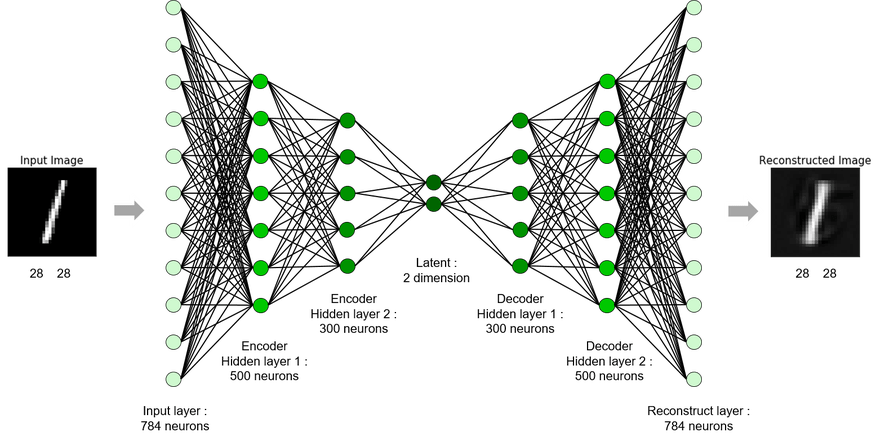 Input Image
28 28
Input layer :
784 neurons
Encoder
Hidden layer 1 :
500 neurons
Encoder
Hidden layer 2 :
300 neurons
Latent :
2 dimension
Decoder
Hidden layer 1 :
300 neurons
Decoder
Hidden layer 2 :
500 neurons
Reconstruct layer :
784 neurons
Reconstructed Image
28 28